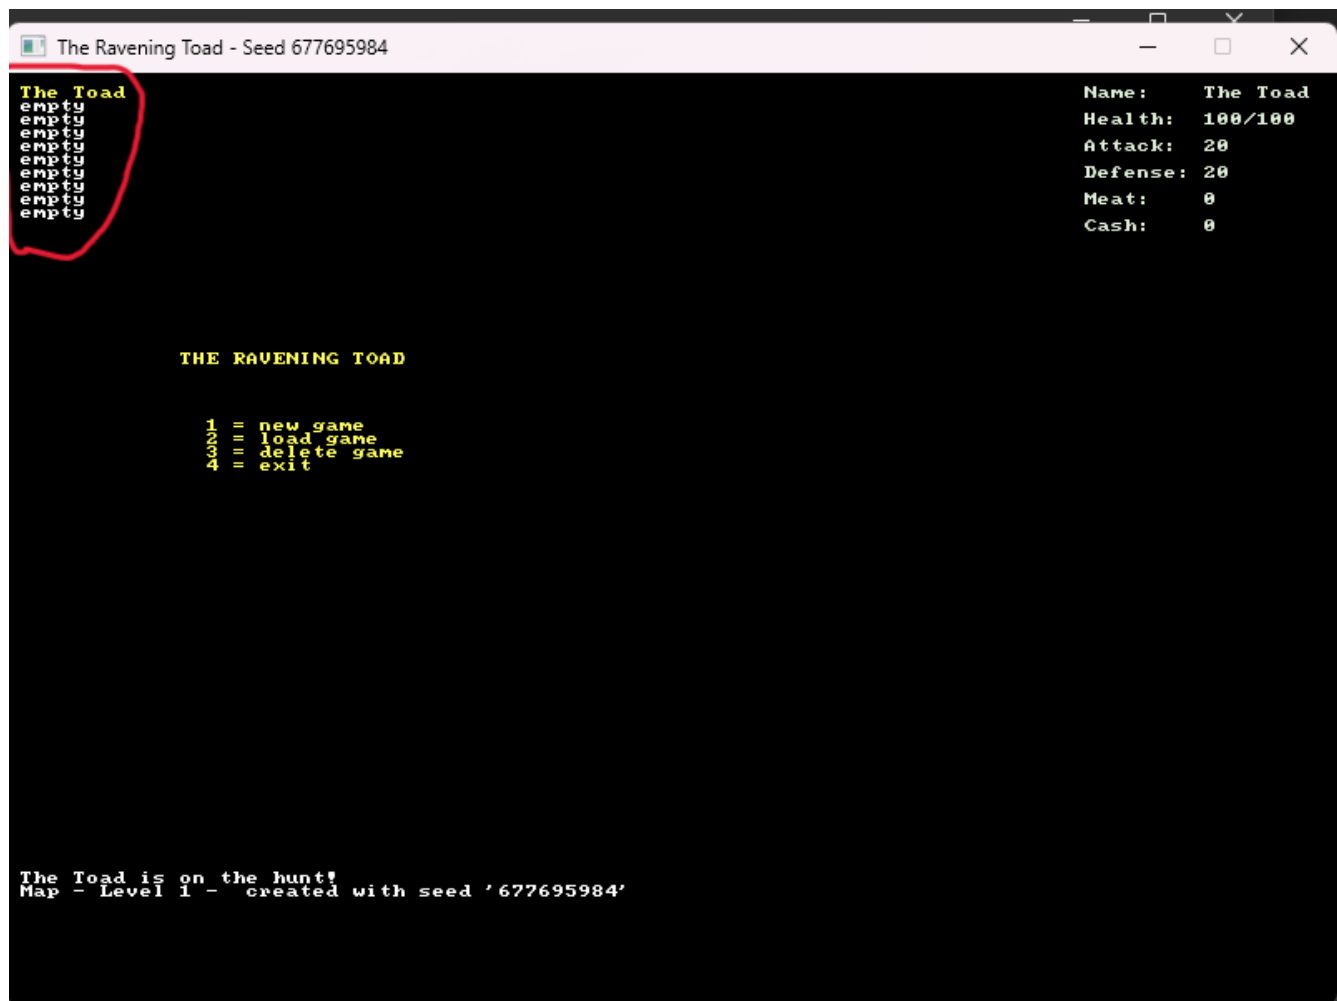 The Ravening Toad - Seed 677695984
The Toad
empty
empty
empty
empty
empty
empty
empty
empty
empty
Name: The Toad
Health: 100/100
Attack: 20
Defense: 20
Meat: 0
Cash: 0
THE RAVENING TOAD
1 = new game
2 = load game
3 = delete game
4 = exit
The Toad is on the hunt!
Map - Level 1 - created with seed '677695984'